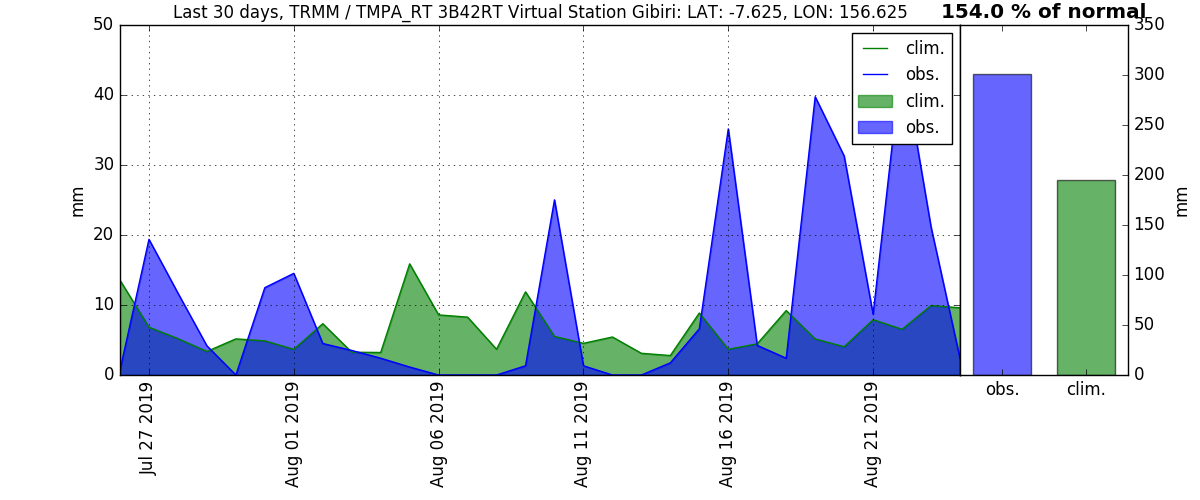 Last 30 days, TRMM / TMPA_RT 3B42RT Virtual Station Gibiri: LAT: -7.625, LON: 156.625
154.0 % of normal
50
40
30
20
10
0
mm
clim.
obs.
clim.
obs.
350
300
250
200
150
100
50
0
mm
obs.
clim.
Jul 27 2019
Aug 01 2019
Aug 06 2019
Aug 11 2019
Aug 16 2019
Aug 21 2019